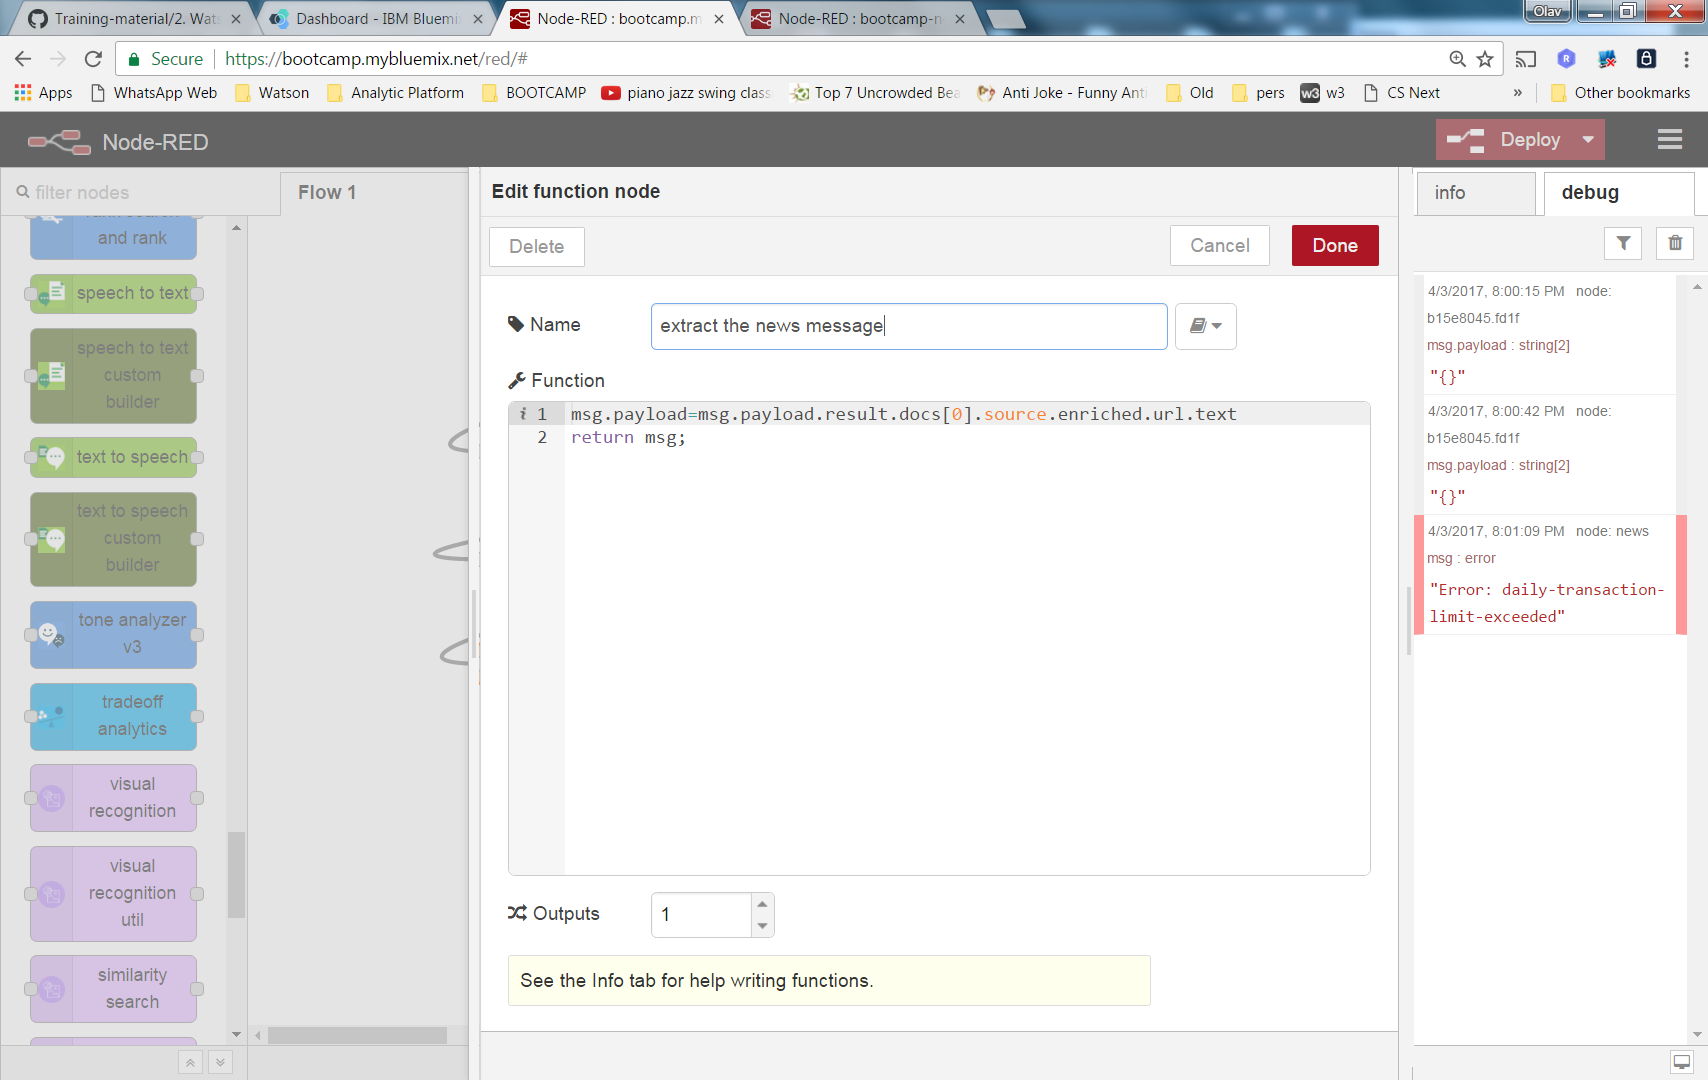 Training-material/2. Wats
Dashboard - IBM Bluemi
Node-RED : bootcamp.m
Node-RED : bootcamp-n
Olav
Secure
https://bootcamp.mybluemix.net/red/#
Apps
WhatsApp Web
Watson
Analytic Platform
BOOTCAMP
piano jazz swing class
Top 7 Uncrowded Bea
Anti Joke - Funny Anti
Old
pers
w3
w3
CS Next
»
Other bookmarks
Node-RED
Deploy
filter nodes
and rank
speech to text
speech to text
custom
builder
text to speech
text to speech
custom
builder
tone analyzer
v3
tradeoff
analytics
visual
recognition
visual
recognition
util
similarity
search
Flow 1
Edit function node
Delete
Cancel
Done
Name
extract the news message
Function
1 msg.payload=msg.payload.result.docs[0].source.enriched.url.text
2 return msg;
Outputs
1
See the Info tab for help writing functions.
info
debug
4/3/2017, 8:00:15 PM node:
b15e8045.fd1f
msg.payload : string[2]
"{}"
4/3/2017, 8:00:42 PM node:
b15e8045.fd1f
msg.payload : string[2]
"{}"
4/3/2017, 8:01:09 PM node: news
msg : error
"Error: daily-transaction-
limit-exceeded"